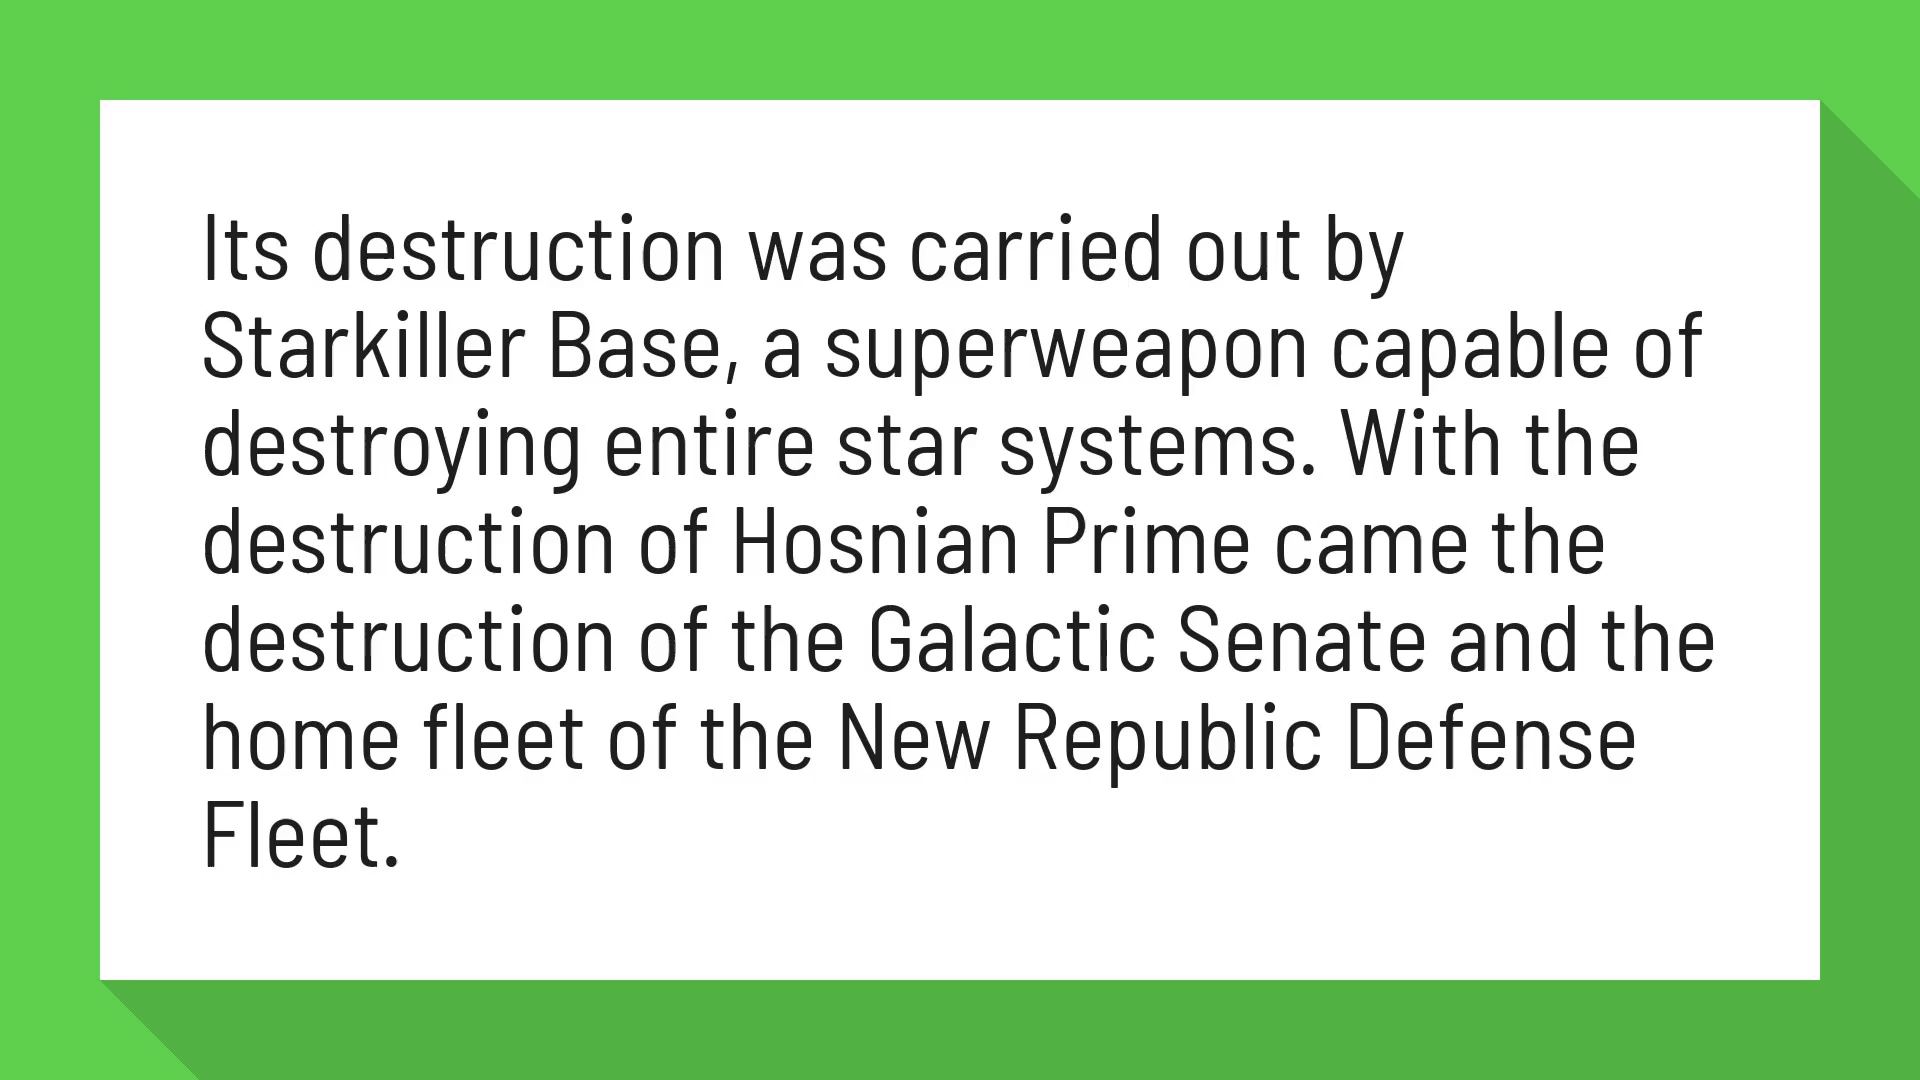 Its destruction was carried out by
Starkiller Base, a superweapon capable of
destroying entire star systems. With the
destruction of Hosnian Prime came the
destruction of the Galactic Senate and the
home fleet of the New Republic Defense
Fleet.